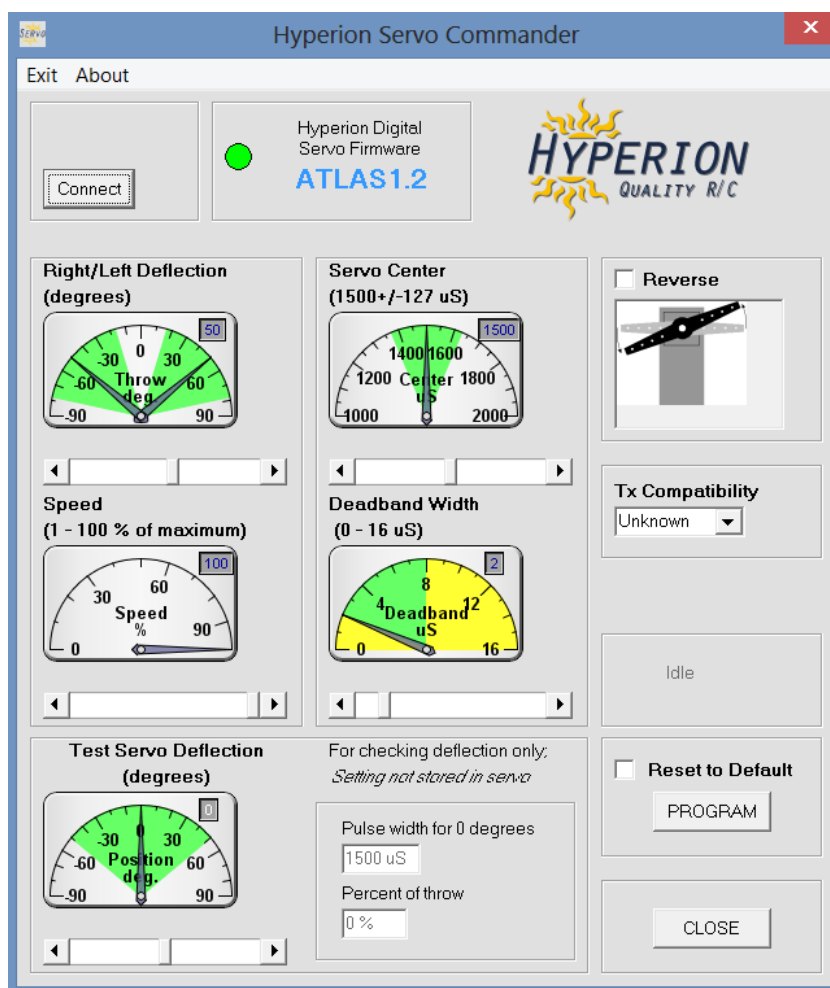 SERVO
Hyperion Servo Commander
x
Exit About
Connect
Hyperion Digital
Servo Firmware
ATLAS1.2
HYPERION
QUALITY R/C
Right/Left Deflection
(degrees)
50
-30 0 30
-60 Throw 60
deg.
-90 90
Servo Center
(1500+/-127 uS)
1500
1400 1600
1200 Center 1800
uS
1000 2000
Reverse
Speed
(1 - 100 % of maximum)
100
30 60
Speed
% 90
0
Deadband Width
(0 - 16 uS)
2
8
4 Deadband 12
uS
0 16
Tx Compatibility
Unknown
Idle
Test Servo Deflection
(degrees)
0
-30 0 30
-60 Position 60
deg.
-90 90
For checking deflection only;
Setting not stored in servo
Pulse width for 0 degrees
1500 uS
Percent of throw
0 %
Reset to Default
PROGRAM
CLOSE